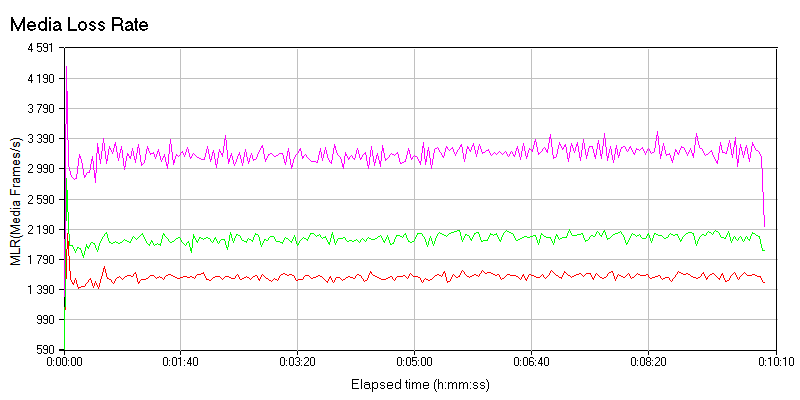 Media Loss Rate
4 591
4 190
3 790
3 390
2 990
2 590
2 190
1 790
1 390
990
590
MLR(Media Frames/s)
0:00:00 0:01:40 0:03:20 0:05:00 0:06:40 0:08:20 0:10:10
Elapsed time (h:mm:ss)